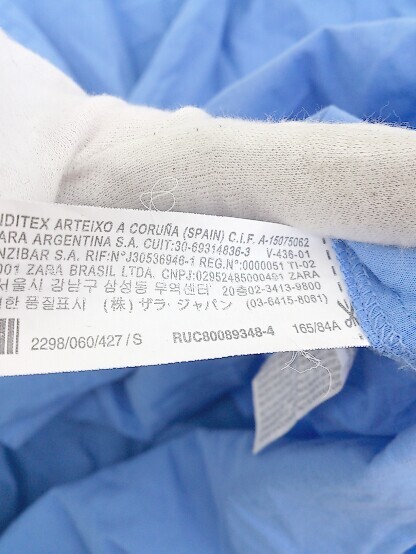 INDITEX ARTEIXO A CORUÑA (SPAIN) C.I.F. A-15075062
ZARA ARGENTINA S.A. CUIT:30-69314836-3 V-436-01
NZIBAR S.A. RIF:N°J30536946-1 REG.N°:0000051 TI-02
001 ZARA BRASIL LTDA. CNPJ:02952485000491 ZARA
서울시 강남구 삼성동 무역센터 20층02-3413-9800
한 품질표시 (株) ザラ・ジャパン (03-6415-8061)
2298/060/427/S RUC80089348-4 165/84A